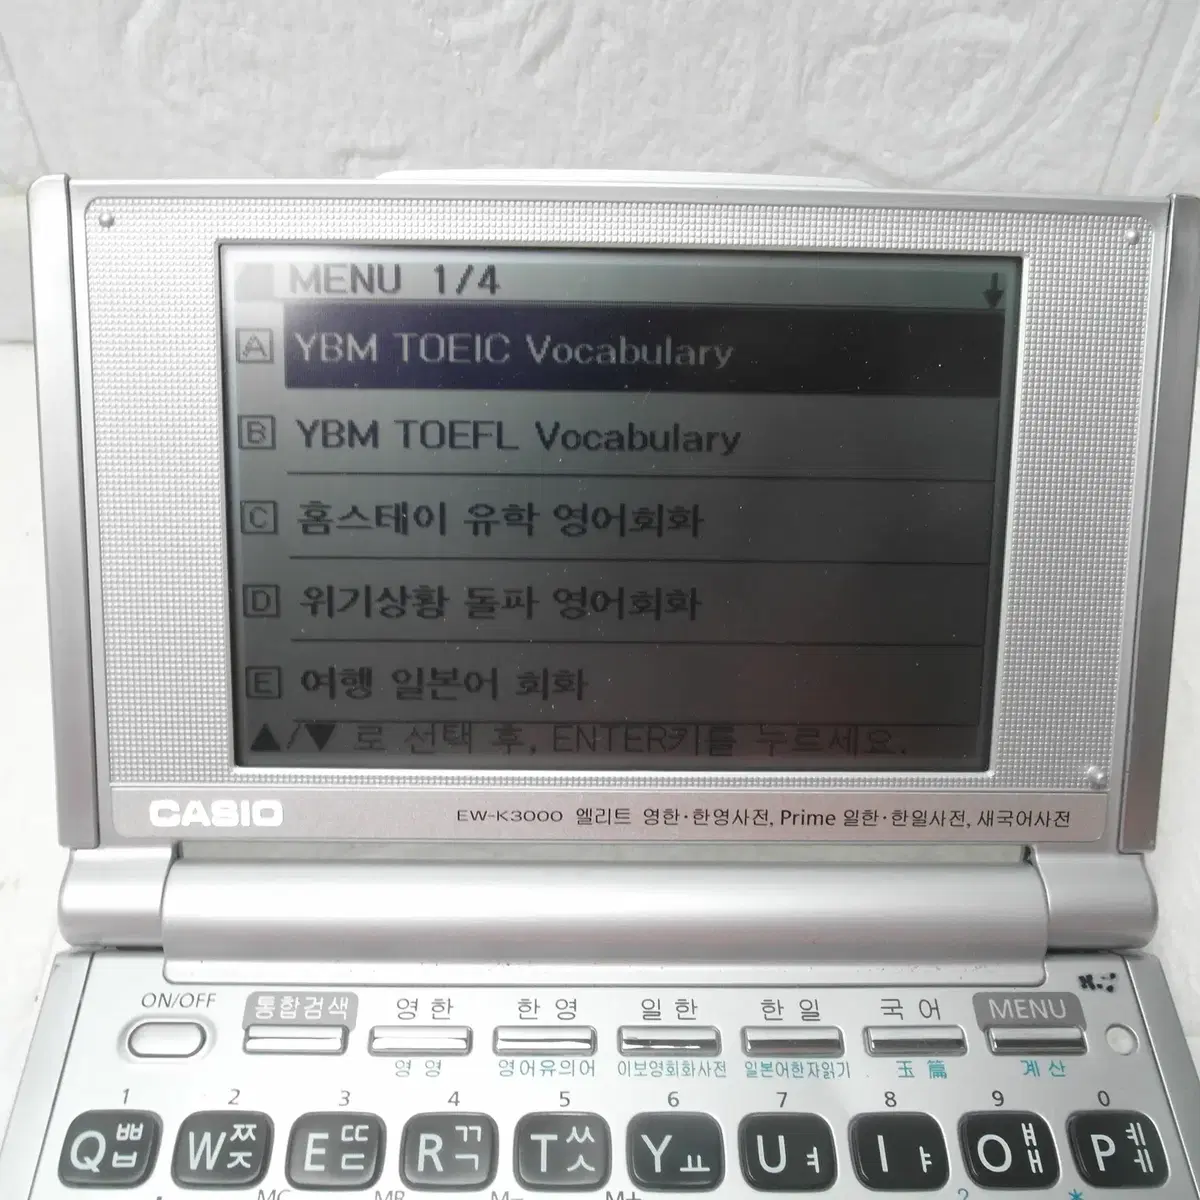 MENU 1/4
A YBM TOEIC Vocabulary
B YBM TOEFL Vocabulary
C 홈스테이 유학 영어회화
D 위기상황 돌파 영어회화
E 여행 일본어 회화
▲/▼ 로 선택 후, ENTER키를 누르세요.
CASIO EW-K3000 엘리트 영한·한영사전, Prime 일한·한일사전, 새국어사전
ON/OFF 통합검색 영한 한영 일한 한일 국어 MENU
영영 영어유의어 이보영회화사전 일본어한자읽기 玉篇 계산
1 2 3 4 5 6 7 8 9 0
Q ㅃ ㅂ W ㅉ ㅈ E ㄸ ㄷ R ㄲ ㄱ T ㅆ ㅅ Y ㅛ U ㅕ I ㅑ O ㅒ ㅐ P ㅖ ㅔ
MC MR M- M+ ? *